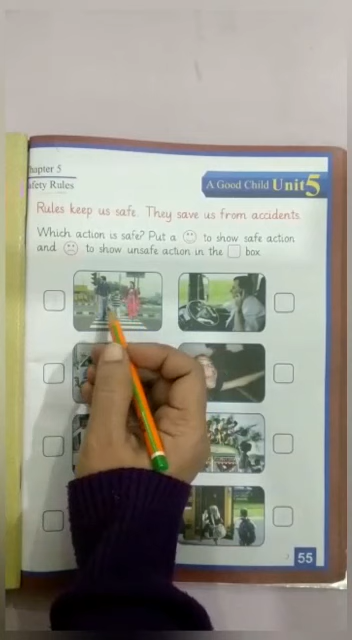 hapter 5
afety Rules
A Good Child Unit 5
Rules keep us safe. They save us from accidents.
Which action is safe? Put a to show safe action
and to show unsafe action in the box.
55